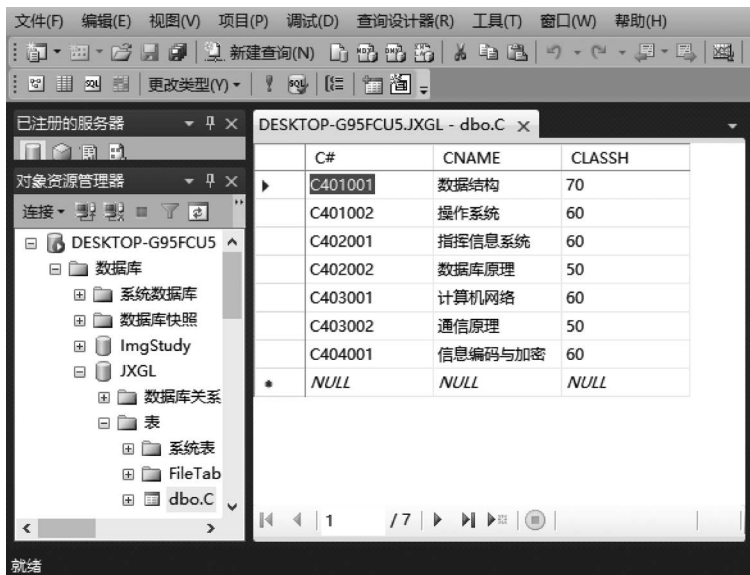 文件(F) 编辑(E) 视图(V) 项目(P) 调试(D) 查询设计器(R) 工具(T) 窗口(W) 帮助(H)
新建查询(N)
更改类型(Y)
已注册的服务器
对象资源管理器
连接
DESKTOP-G95FCU5
数据库
系统数据库
数据库快照
ImgStudy
JXGL
数据库关系
表
系统表
FileTab
dbo.C
DESKTOP-G95FCU5.JXGL - dbo.C
C# CNAME CLASSH
C401001 数据结构 70
C401002 操作系统 60
C402001 指挥信息系统 60
C402002 数据库原理 50
C403001 计算机网络 60
C403002 通信原理 50
C404001 信息编码与加密 60
NULL NULL NULL
1 / 7
就绪